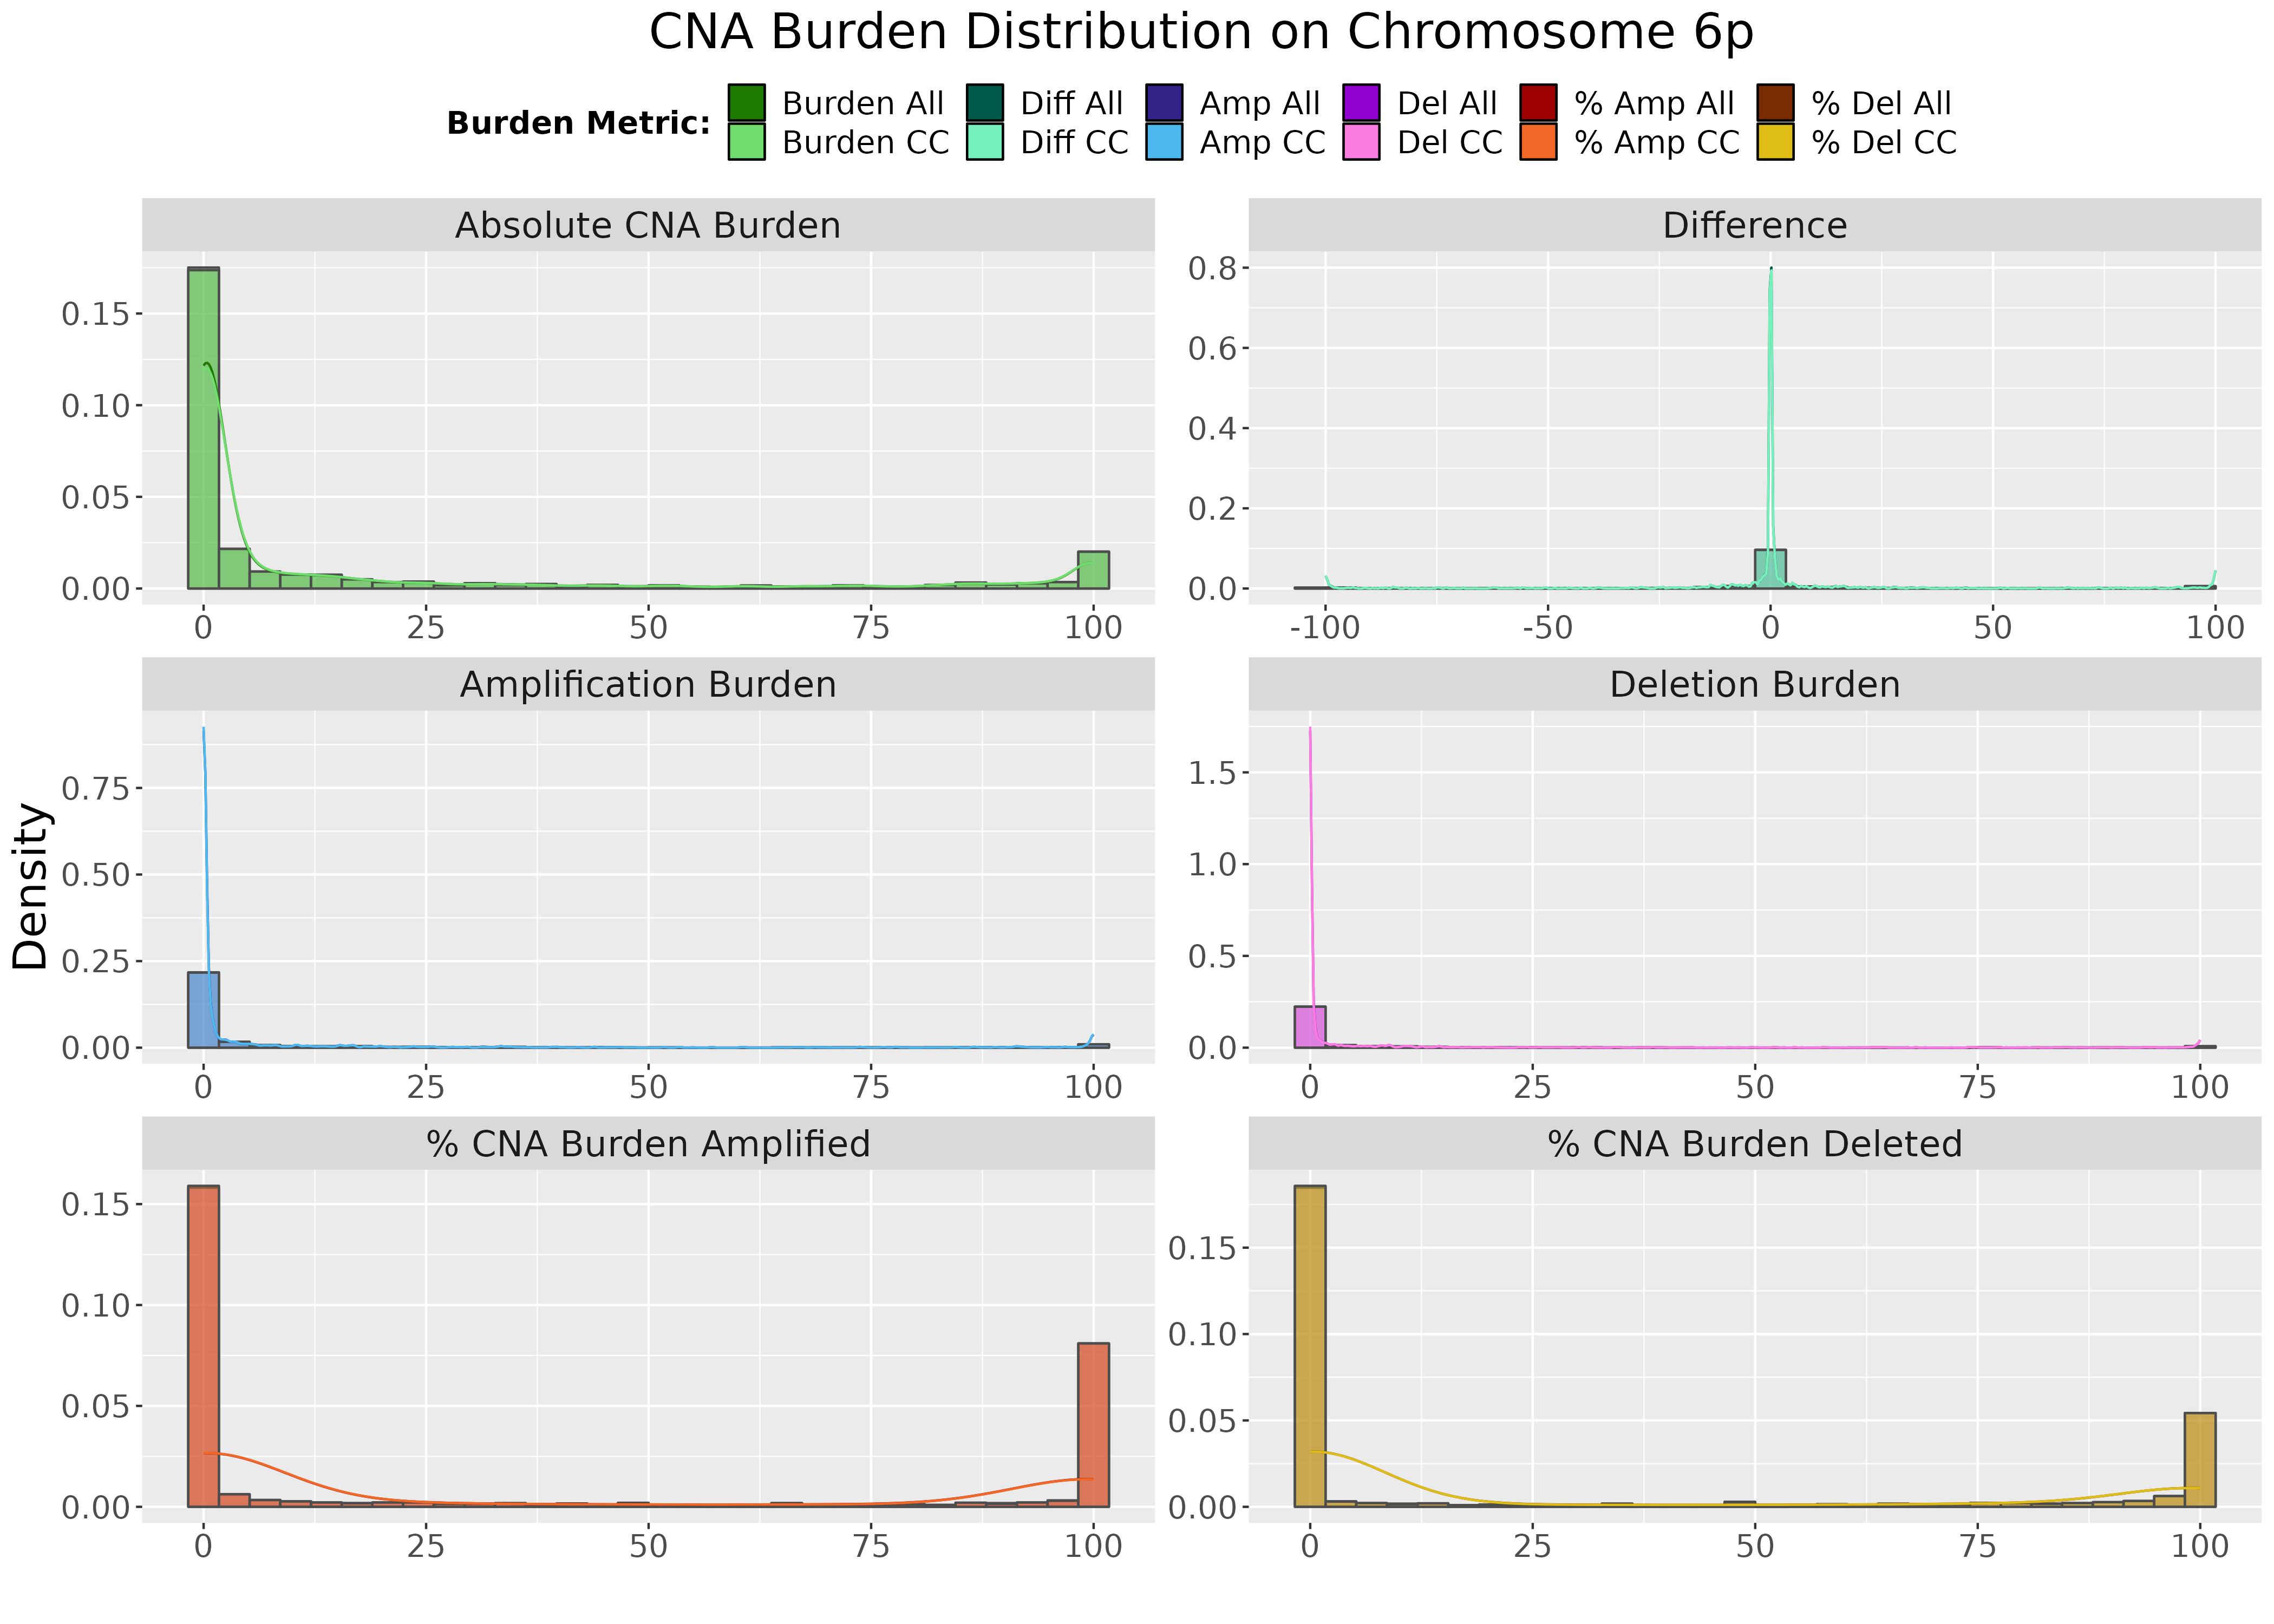 CNA Burden Distribution on Chromosome 6p
Burden Metric:
Burden All Diff All Amp All Del All % Amp All % Del All
Burden CC Diff CC Amp CC Del CC % Amp CC % Del CC
Absolute CNA Burden
0.15
0.10
0.05
0.00
0 25 50 75 100
Difference
0.8
0.6
0.4
0.2
0.0
-100 -50 0 50 100
Density
Amplification Burden
0.75
0.50
0.25
0.00
0 25 50 75 100
Deletion Burden
1.5
1.0
0.5
0.0
0 25 50 75 100
% CNA Burden Amplified
0.15
0.10
0.05
0.00
0 25 50 75 100
% CNA Burden Deleted
0.15
0.10
0.05
0.00
0 25 50 75 100